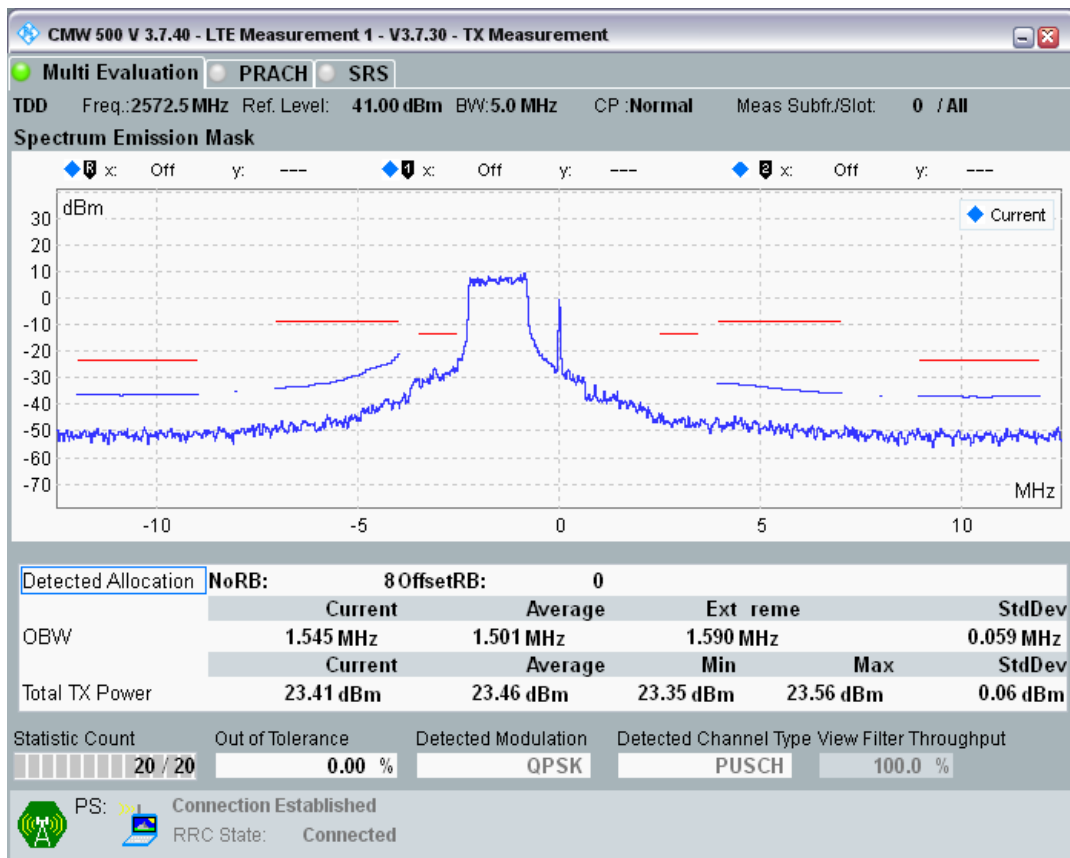 CMW 500 V 3.7.40 - LTE Measurement 1 - V3.7.30 - TX Measurement
Multi Evaluation PRACH SRS
TDD Freq.:2572.5 MHz Ref. Level: 41.00 dBm BW:5.0 MHz CP :Normal Meas Subfr./Slot: 0 / All
Spectrum Emission Mask
R x: Off y: --- 1 x: Off y: --- 2 x: Off y: ---
dBm
Current
30
20
10
0
-10
-20
-30
-40
-50
-60
-70
MHz
-10 -5 0 5 10
Detected Allocation NoRB: 8 OffsetRB: 0
Current Average Ext reme StdDev
OBW 1.545 MHz 1.501 MHz 1.590 MHz 0.059 MHz
Current Average Min Max StdDev
Total TX Power 23.41 dBm 23.46 dBm 23.35 dBm 23.56 dBm 0.06 dBm
Statistic Count Out of Tolerance Detected Modulation Detected Channel Type View Filter Throughput
20 / 20 0.00 % QPSK PUSCH 100.0 %
PS: Connection Established
RRC State: Connected